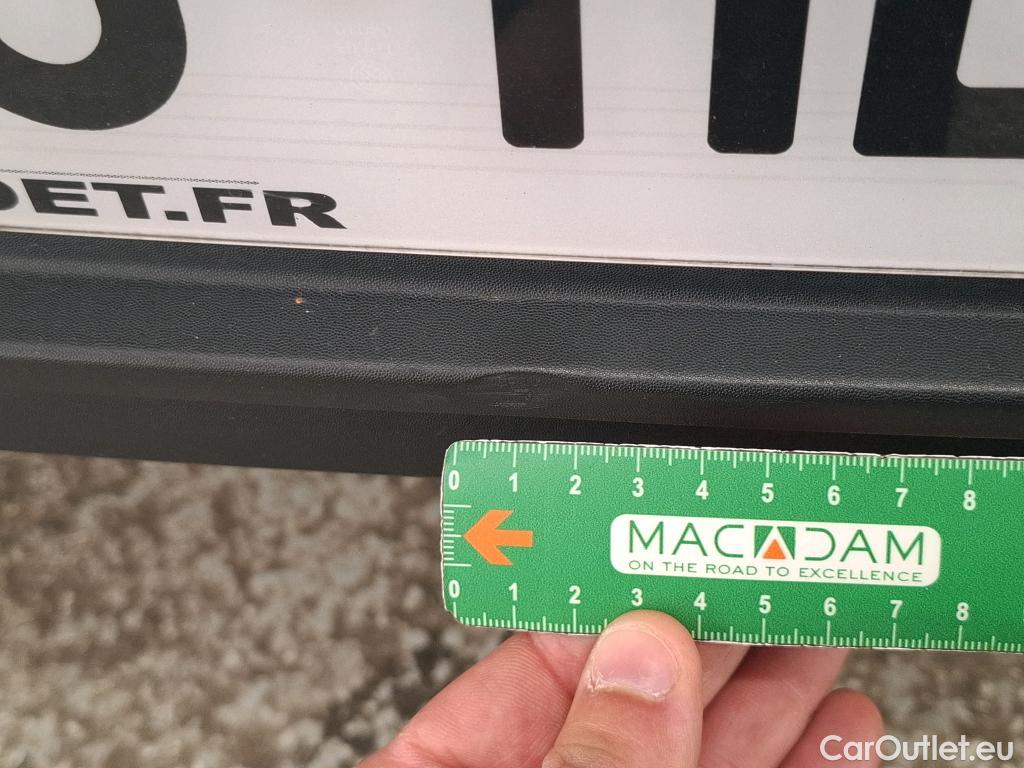 DET.FR
0 1 2 3 4 5 6 7 8
MACADAM
ON THE ROAD TO EXCELLENCE
0 1 2 3 4 5 6 7 8
CarOutlet.eu